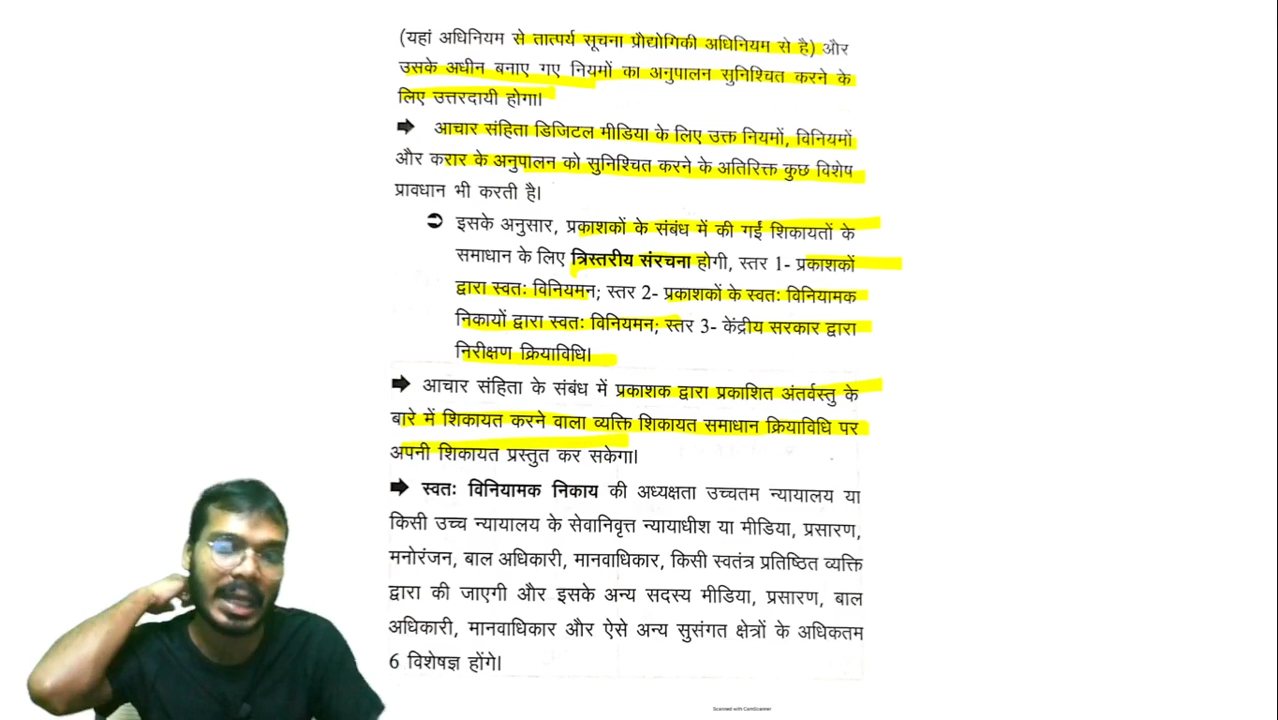 (यहां अधिनियम से तात्पर्य सूचना प्रौद्योगिकी अधिनियम से है) और
उसके अधीन बनाए गए नियमों का अनुपालन सुनिश्चित करने के
लिए उत्तरदायी होगा।
➡ आचार संहिता डिजिटल मीडिया के लिए उक्त नियमों, विनियमों
और करार के अनुपालन को सुनिश्चित करने के अतिरिक्त कुछ विशेष
प्रावधान भी करती है।
➲ इसके अनुसार, प्रकाशकों के संबंध में की गईं शिकायतों के
समाधान के लिए त्रिस्तरीय संरचना होगी, स्तर 1- प्रकाशकों
द्वारा स्वतः विनियमन; स्तर 2- प्रकाशकों के स्वतः विनियामक
निकायों द्वारा स्वतः विनियमन; स्तर 3- केंद्रीय सरकार द्वारा
निरीक्षण क्रियाविधि।
➡ आचार संहिता के संबंध में प्रकाशक द्वारा प्रकाशित अंतर्वस्तु के
बारे में शिकायत करने वाला व्यक्ति शिकायत समाधान क्रियाविधि पर
अपनी शिकायत प्रस्तुत कर सकेगा।
➡ स्वतः विनियामक निकाय की अध्यक्षता उच्चतम न्यायालय या
किसी उच्च न्यायालय के सेवानिवृत्त न्यायाधीश या मीडिया, प्रसारण,
मनोरंजन, बाल अधिकारी, मानवाधिकार, किसी स्वतंत्र प्रतिष्ठित व्यक्ति
द्वारा की जाएगी और इसके अन्य सदस्य मीडिया, प्रसारण, बाल
अधिकारी, मानवाधिकार और ऐसे अन्य सुसंगत क्षेत्रों के अधिकतम
6 विशेषज्ञ होंगे।
Scanned with CamScanner